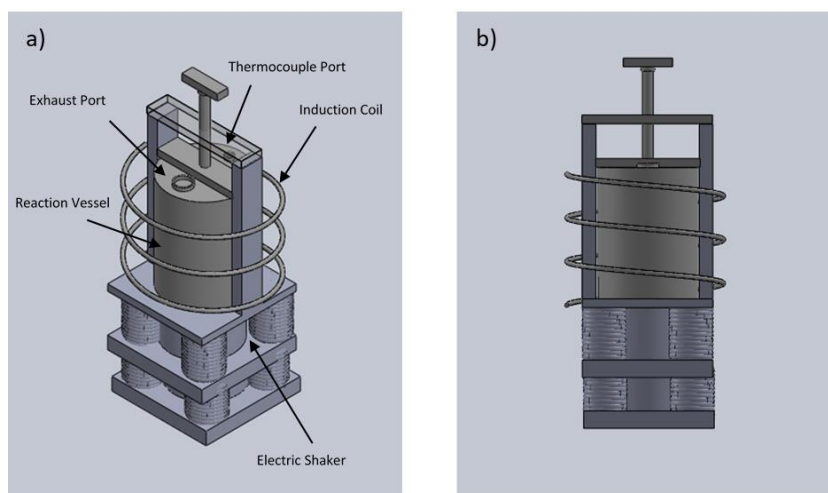 a)
b)
Thermocouple Port
Exhaust Port
Induction Coil
Reaction Vessel
Electric Shaker